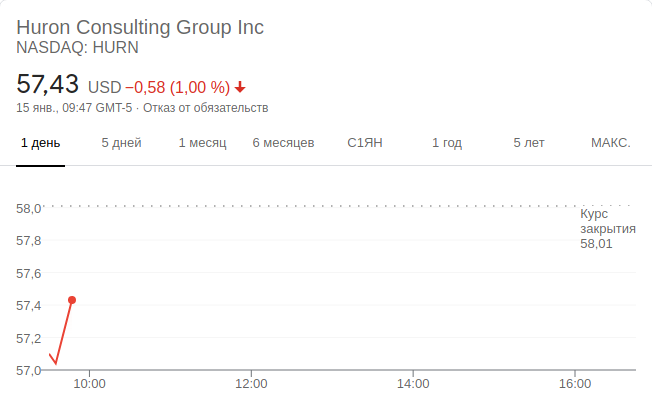 Huron Consulting Group Inc
NASDAQ: HURN
57,43 USD −0,58 (1,00 %)
15 янв., 09:47 GMT-5 · Отказ от обязательств
1 день 5 дней 1 месяц 6 месяцев С1ЯН 1 год 5 лет МАКС.
58,0
Курс
закрытия
58,01
57,8
57,6
57,4
57,2
57,0
10:00 12:00 14:00 16:00